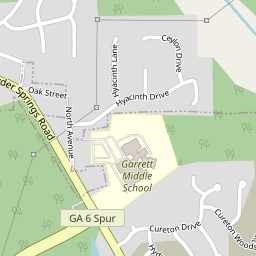 Ceylon Drive
Hyacinth Lane
Oak Street
Hyacinth Drive
North Avenue
Springs Road
Garrett
Middle
School
GA 6 Spur
Cureton Drive
Cureton Woods